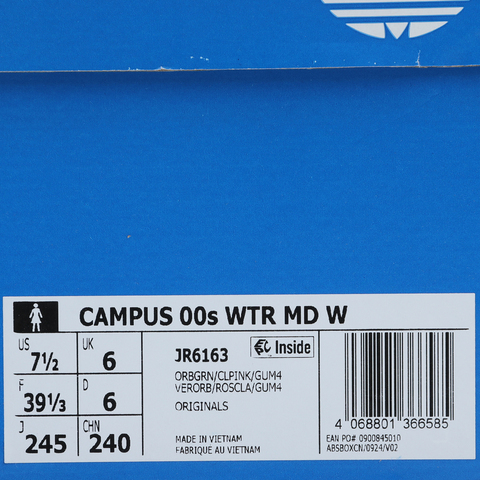 CAMPUS 00s WTR MD W
US 7½ UK 6
F 39⅓ D 6
J 245 CHN 240
JR6163 Inside
ORBGRN/CLPINK/GUM4
VERORB/ROSCLA/GUM4
ORIGINALS
MADE IN VIETNAM
FABRIQUÉ AU VIETNAM
4 068801 366585
EAN PO# 0900845010
ABSBOXCN/0924/V02